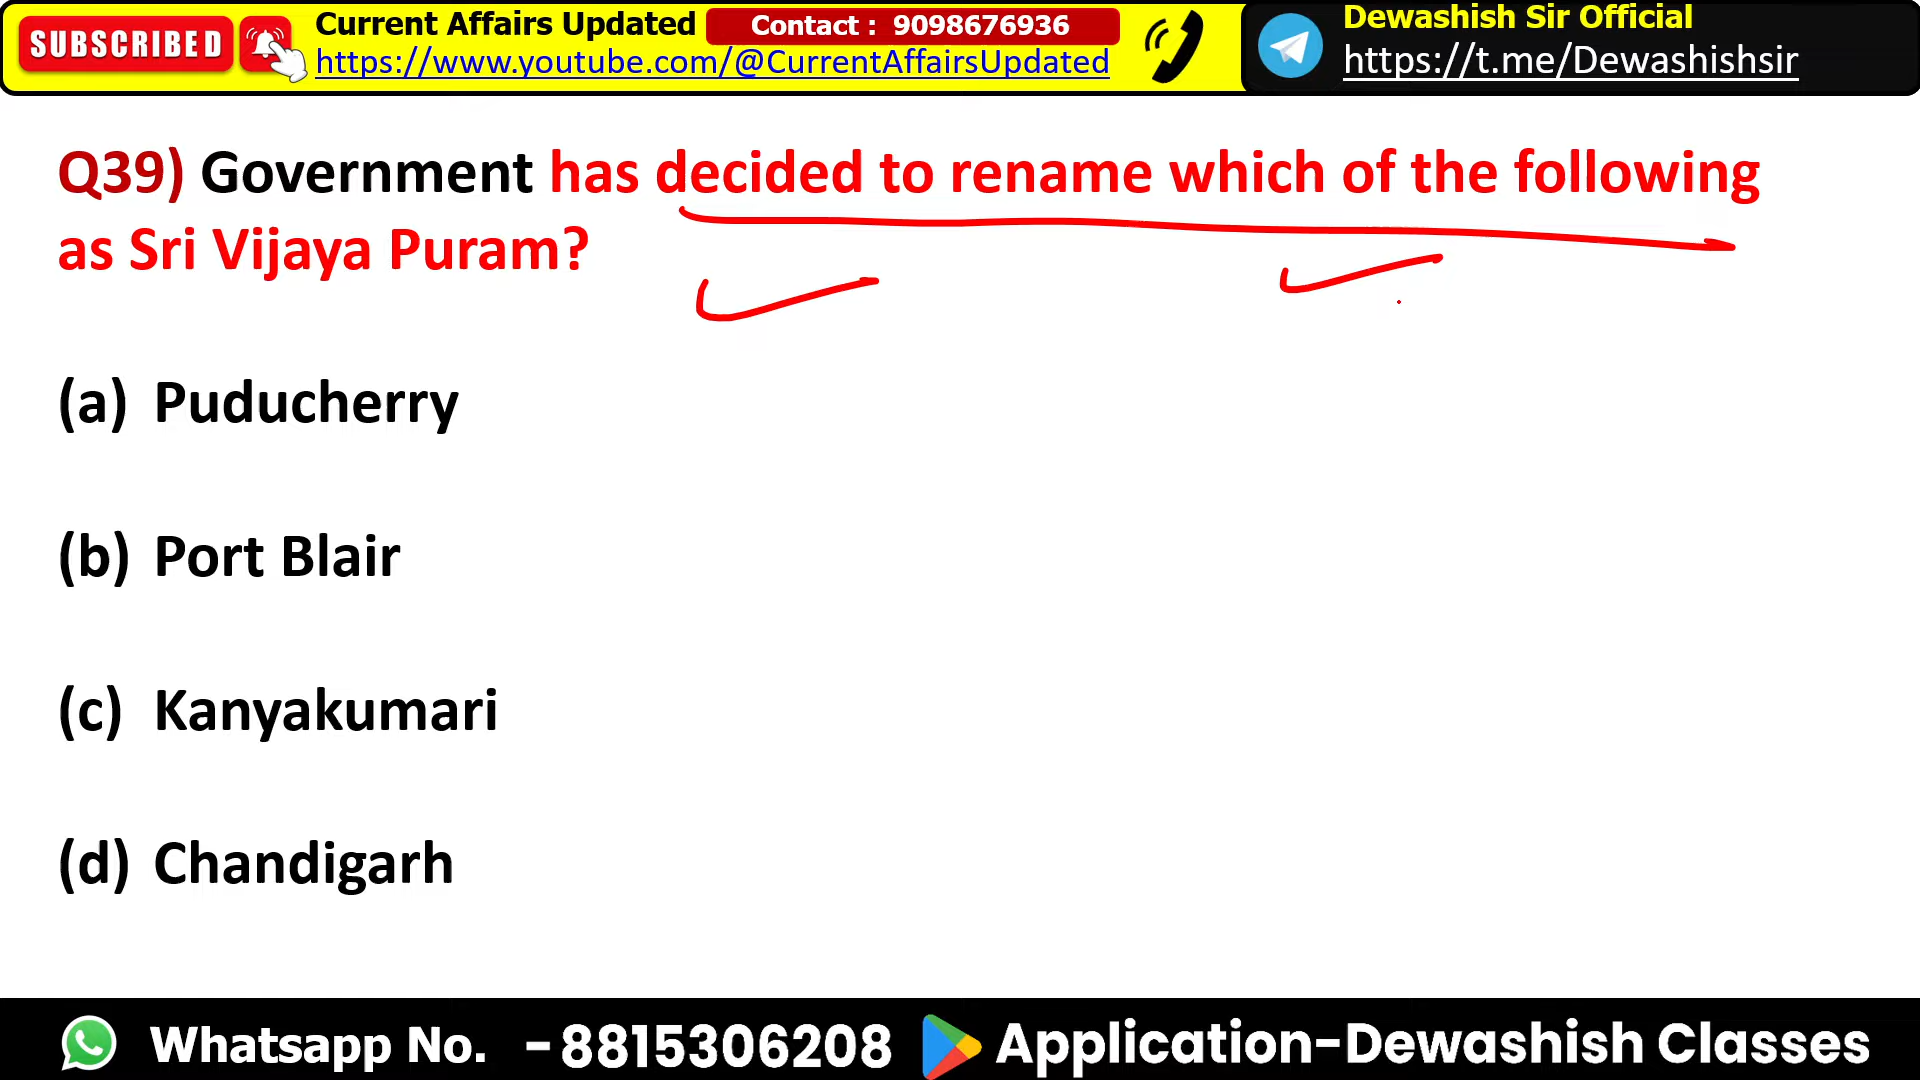 SUBSCRIBED
Current Affairs Updated
Contact : 9098676936
https://www.youtube.com/@CurrentAffairsUpdated
Dewashish Sir Official
https://t.me/Dewashishsir
Q39) Government has decided to rename which of the following
as Sri Vijaya Puram?
(a) Puducherry
(b) Port Blair
(c) Kanyakumari
(d) Chandigarh
Whatsapp No. -8815306208 Application-Dewashish Classes